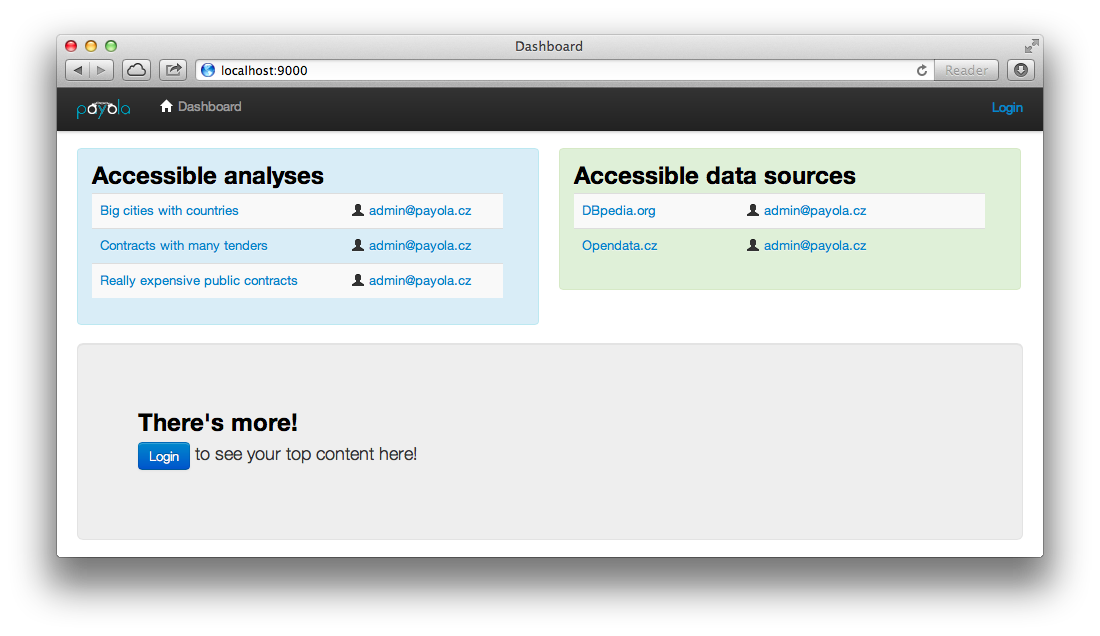 Dashboard
localhost:9000
Reader
payola
Dashboard
Login
Accessible analyses
Big cities with countries admin@payola.cz
Contracts with many tenders admin@payola.cz
Really expensive public contracts admin@payola.cz
Accessible data sources
DBpedia.org admin@payola.cz
Opendata.cz admin@payola.cz
There's more!
Login to see your top content here!